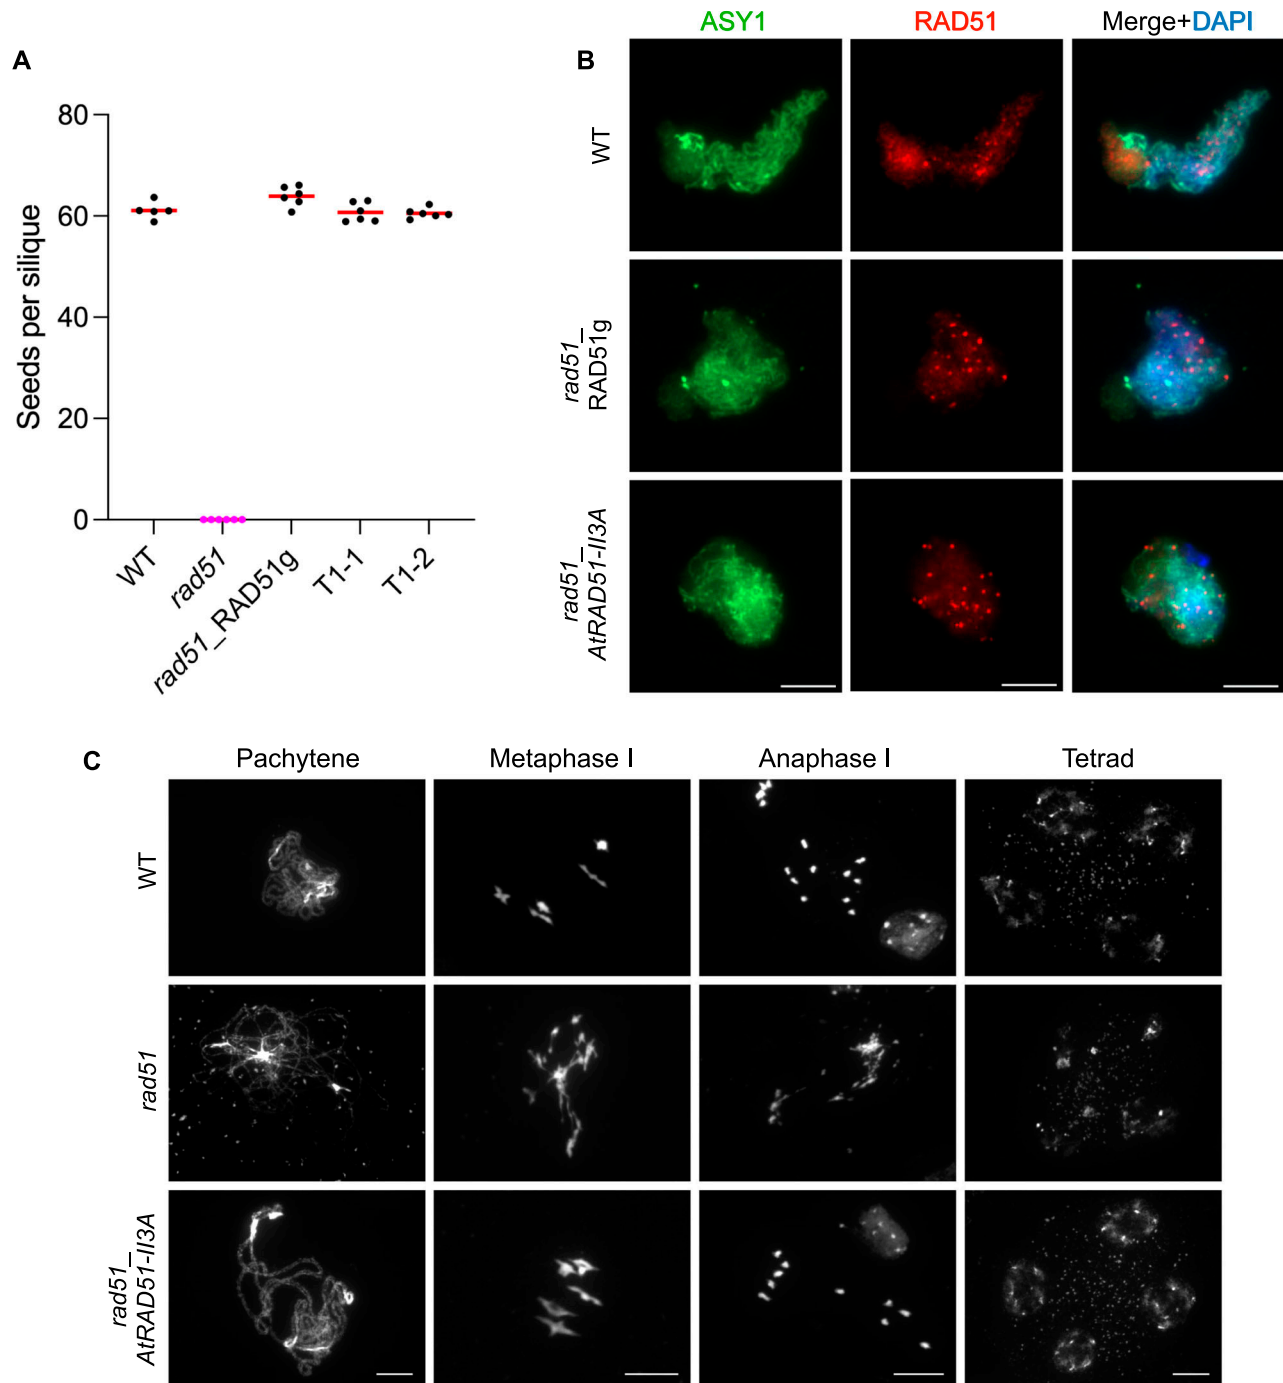 A
80
60
40
20
0
Seeds per silique
WT
rad51
rad51_RAD51g
T1-1
T1-2
B
ASY1
RAD51
Merge+DAPI
WT
rad51_
RAD51g
rad51_
AtRAD51-II3A
C
Pachytene
Metaphase I
Anaphase I
Tetrad
WT
rad51
rad51_
AtRAD51-II3A